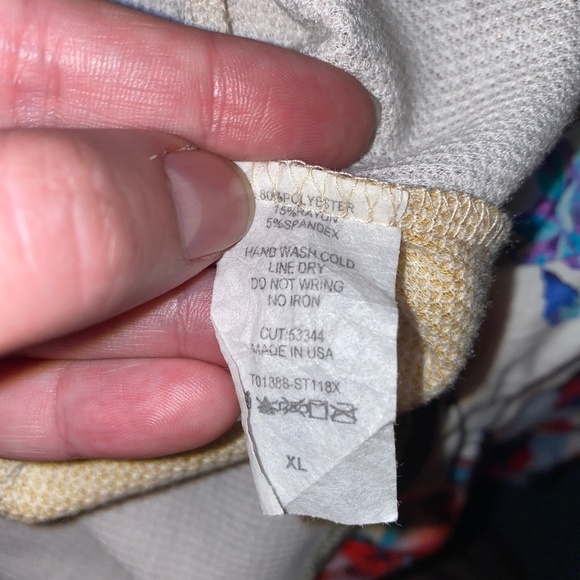 80%POLYESTER
15%RAYON
5%SPANDEX
HAND WASH COLD
LINE DRY
DO NOT WRING
NO IRON
CUT:53344
MADE IN USA
T01388-ST118X
XL